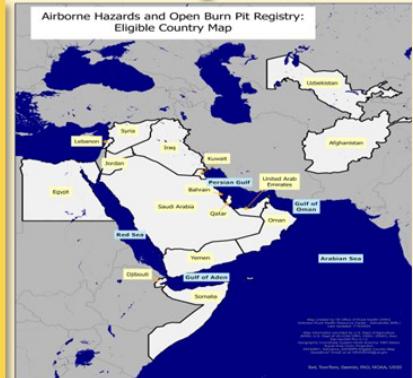 Airborne Hazards and Open Burn Pit Registry:
Eligible Country Map
Uzbekistan
Syria
Lebanon
Iraq
Afghanistan
Jordan
Kuwait
Egypt
Bahrain
Persian Gulf
United Arab
Emirates
Saudi Arabia
Qatar
Gulf of
Oman
Oman
Red Sea
Arabian Sea
Yemen
Djibouti
Gulf of Aden
Somalia